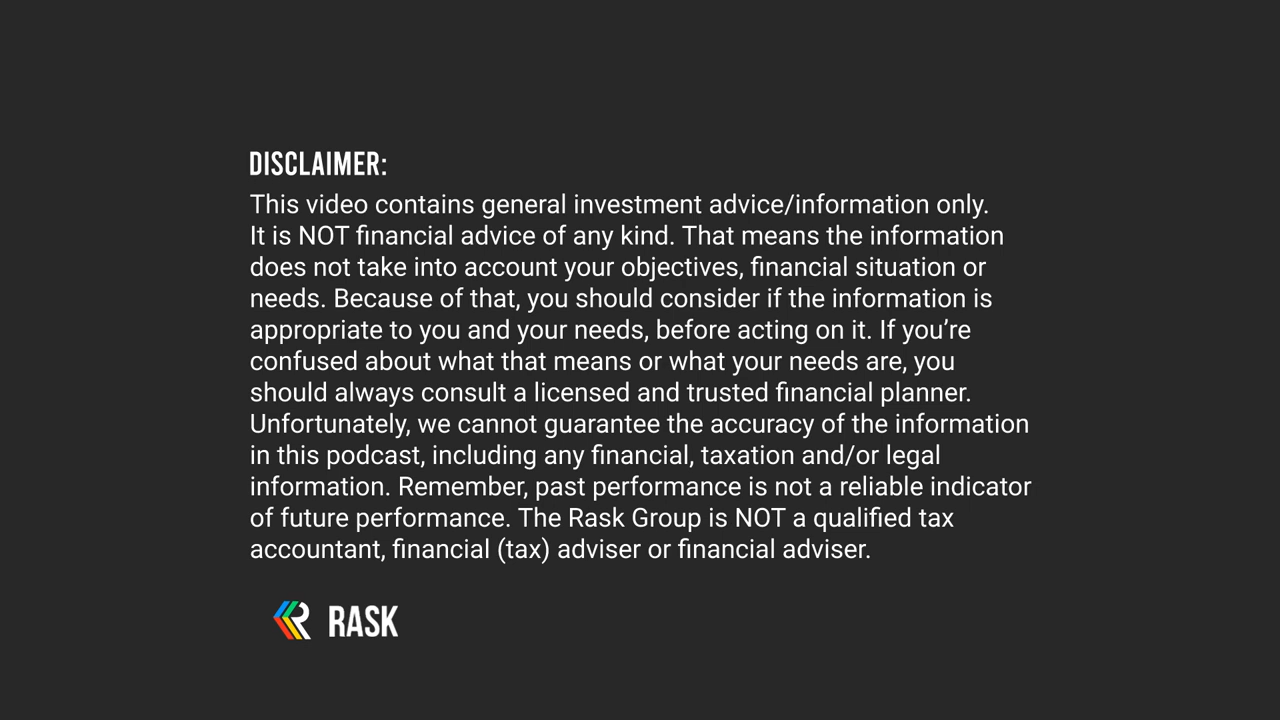 DISCLAIMER:
This video contains general investment advice/information only.
It is NOT financial advice of any kind. That means the information
does not take into account your objectives, financial situation or
needs. Because of that, you should consider if the information is
appropriate to you and your needs, before acting on it. If you’re
confused about what that means or what your needs are, you
should always consult a licensed and trusted financial planner.
Unfortunately, we cannot guarantee the accuracy of the information
in this podcast, including any financial, taxation and/or legal
information. Remember, past performance is not a reliable indicator
of future performance. The Rask Group is NOT a qualified tax
accountant, financial (tax) adviser or financial adviser.
RASK